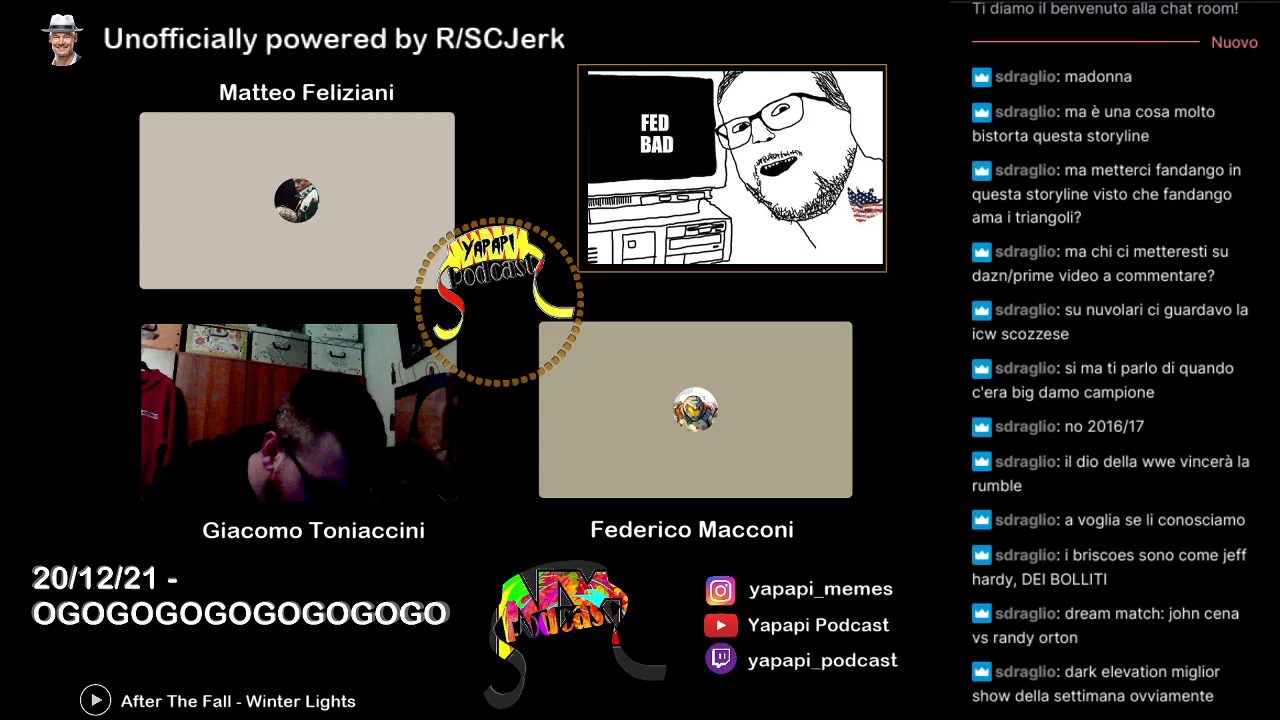 Unofficially powered by R/SCJerk
Matteo Feliziani
FED
BAD
YAPAPI
Podcast
Giacomo Toniaccini
Federico Macconi
20/12/21 -
OGOGOGOGOGOGOGOGO
podcast
yapapi_memes
Yapapi Podcast
yapapi_podcast
After The Fall - Winter Lights
Ti diamo il benvenuto alla chat room!
Nuovo
sdraglio: madonna
sdraglio: ma è una cosa molto
bistorta questa storyline
sdraglio: ma metterci fandango in
questa storyline visto che fandango
ama i triangoli?
sdraglio: ma chi ci metteresti su
dazn/prime video a commentare?
sdraglio: su nuvolari ci guardavo la
icw scozzese
sdraglio: si ma ti parlo di quando
c'era big damo campione
sdraglio: no 2016/17
sdraglio: il dio della wwe vincerà la
rumble
sdraglio: a voglia se li conosciamo
sdraglio: i briscoes sono come jeff
hardy, DEI BOLLITI
sdraglio: dream match: john cena
vs randy orton
sdraglio: dark elevation miglior
show della settimana ovviamente